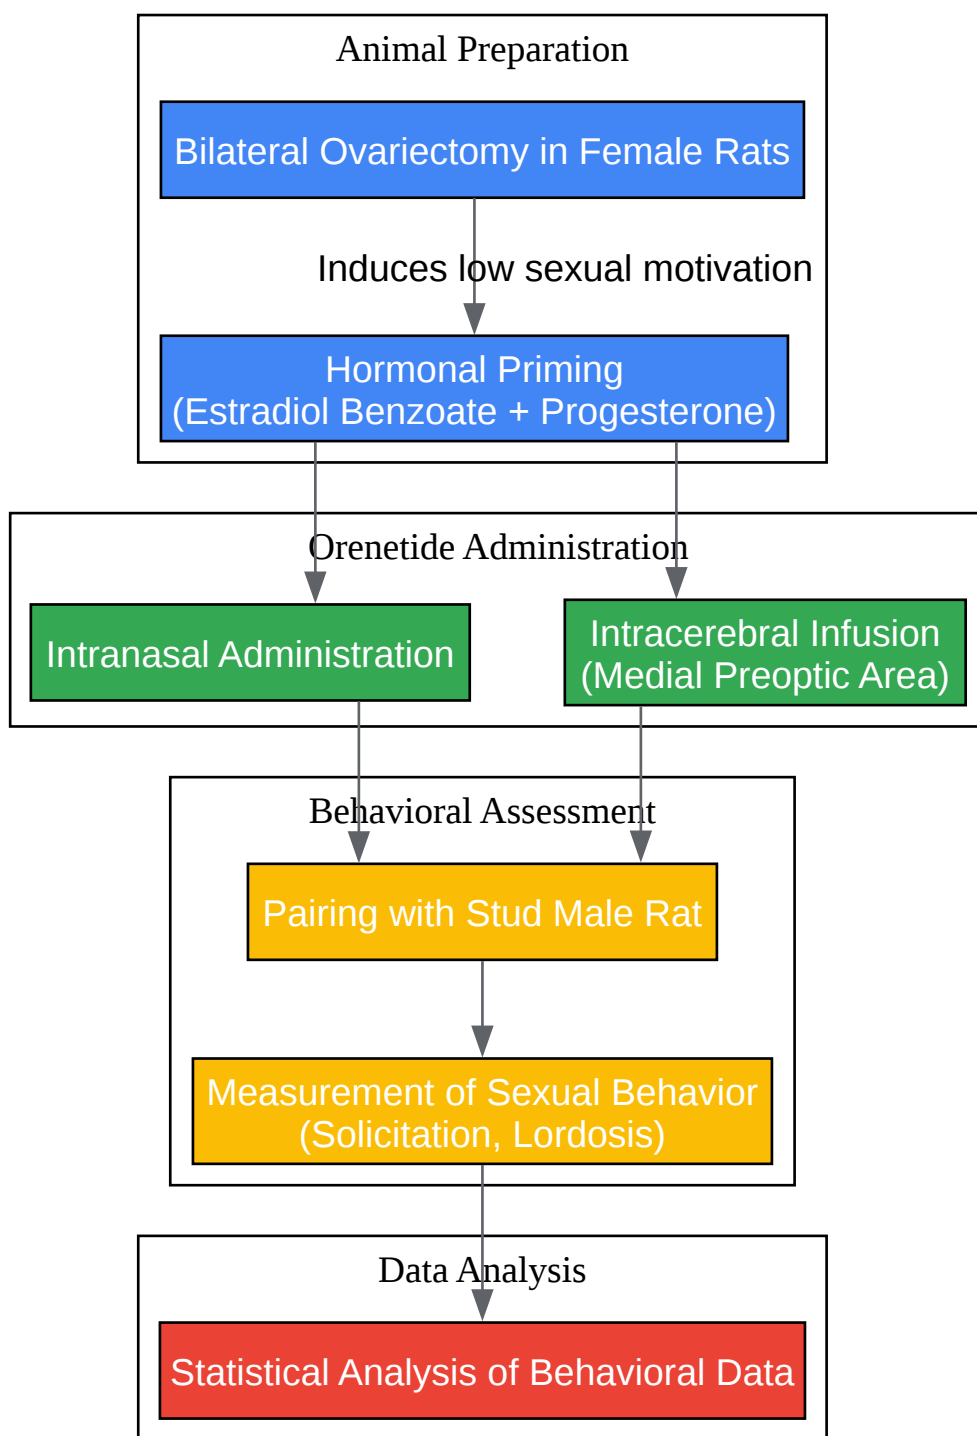 Animal Preparation
Bilateral Ovariectomy in Female Rats
Induces low sexual motivation
Hormonal Priming
(Estradiol Benzoate + Progesterone)
Orenetide Administration
Intranasal Administration
Intracerebral Infusion
(Medial Preoptic Area)
Behavioral Assessment
Pairing with Stud Male Rat
Measurement of Sexual Behavior
(Solicitation, Lordosis)
Data Analysis
Statistical Analysis of Behavioral Data